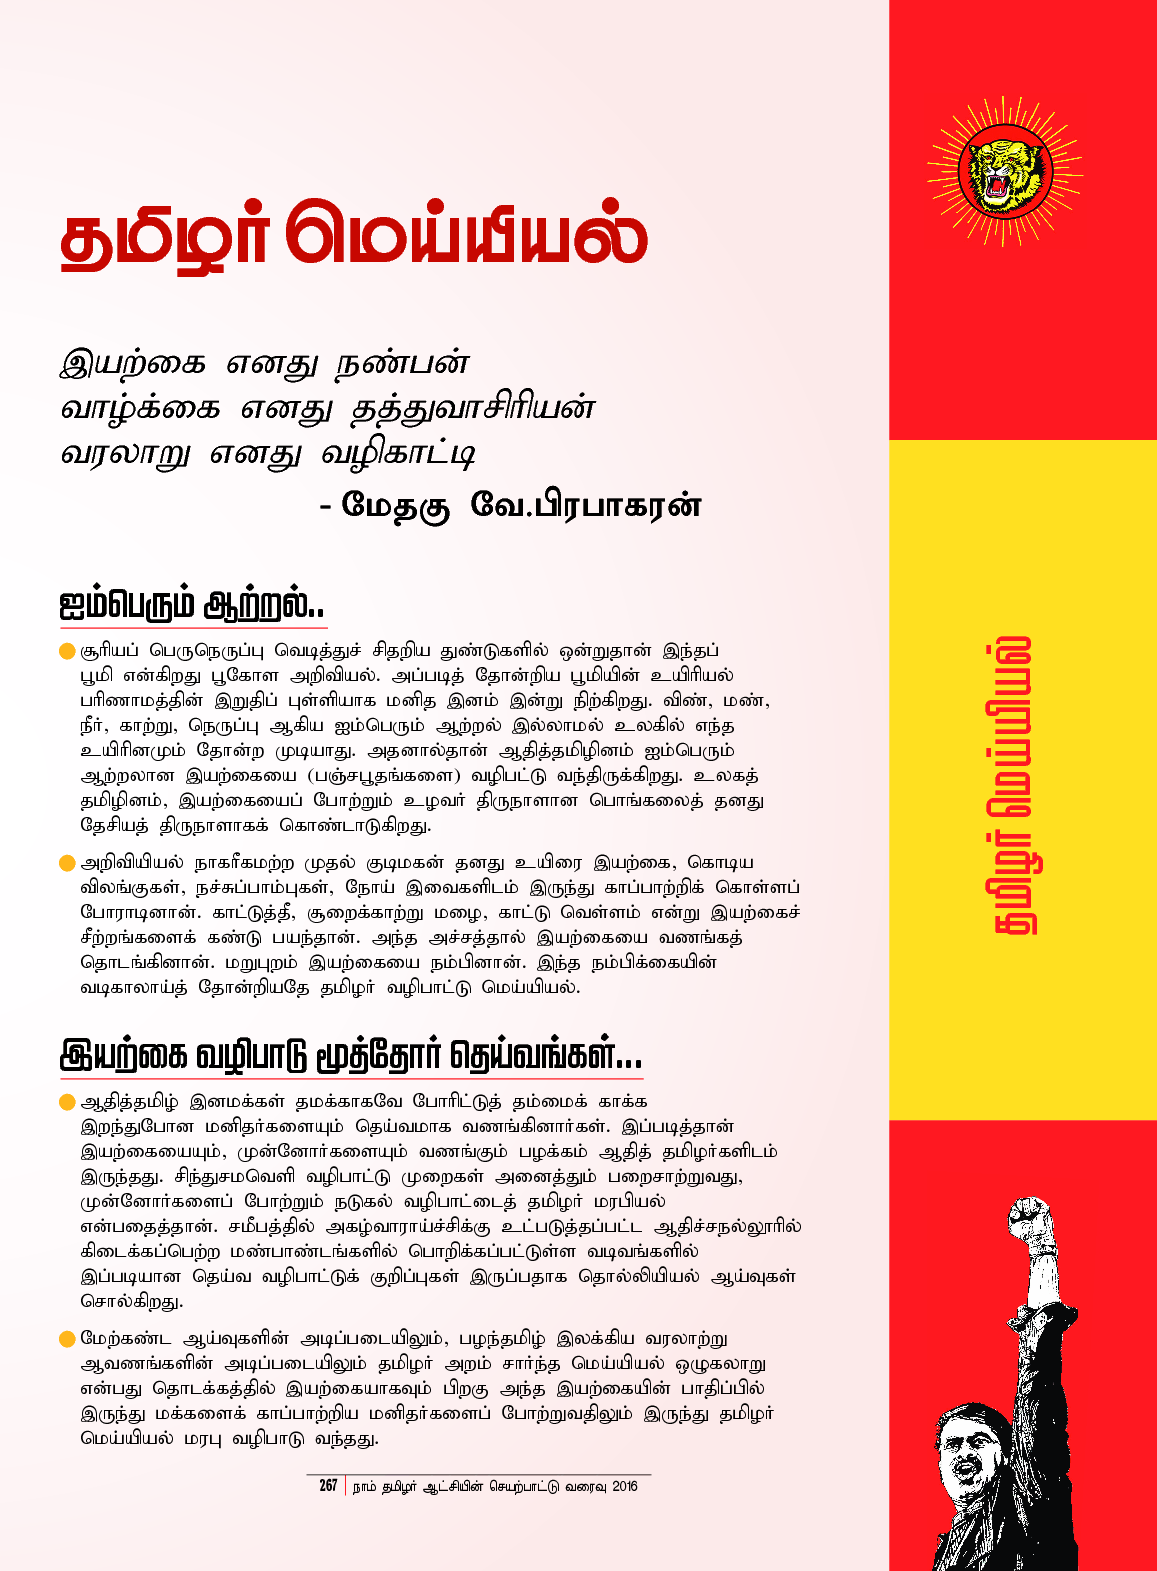 தமிழர் மெய்யியல்
இயற்கை எனது நண்பன்
வாழ்க்கை எனது தத்துவாசிரியன்
வரலாறு எனது வழிகாட்டி
- மேதகு வே.பிரபாகரன்
ஐம்பெரும் ஆற்றல்..
சூரியப் பெருநெருப்பு வெடித்துச் சிதறிய துண்டுகளில் ஒன்றுதான் இந்தப்
பூமி என்கிறது பூகோள அறிவியல். அப்படித் தோன்றிய பூமியின் உயிரியல்
பரிணாமத்தின் இறுதிப் புள்ளியாக மனித இனம் இன்று நிற்கிறது. விண், மண்,
நீர், காற்று, நெருப்பு ஆகிய ஐம்பெரும் ஆற்றல் இல்லாமல் உலகில் எந்த
உயிரினமும் தோன்ற முடியாது. அதனால்தான் ஆதித்தமிழினம் ஐம்பெரும்
ஆற்றலான இயற்கையை (பஞ்சபூதங்களை) வழிபட்டு வந்திருக்கிறது. உலகத்
தமிழினம், இயற்கையைப் போற்றும் உழவர் திருநாளான பொங்கலைத் தனது
தேசியத் திருநாளாகக் கொண்டாடுகிறது.
அறிவியியல் நாகரீகமற்ற முதல் குடிமகன் தனது உயிரை இயற்கை, கொடிய
விலங்குகள், நச்சுப்பாம்புகள், நோய் இவைகளிடம் இருந்து காப்பாற்றிக் கொள்ளப்
போராடினான். காட்டுத்தீ, சூறைக்காற்று மழை, காட்டு வெள்ளம் என்று இயற்கைச்
சீற்றங்களைக் கண்டு பயந்தான். அந்த அச்சத்தால் இயற்கையை வணங்கத்
தொடங்கினான். மறுபுறம் இயற்கையை நம்பினான். இந்த நம்பிக்கையின்
வடிகாலாய்த் தோன்றியதே தமிழர் வழிபாட்டு மெய்யியல்.
இயற்கை வழிபாடு மூத்தோர் தெய்வங்கள்...
ஆதித்தமிழ் இனமக்கள் தமக்காகவே போரிட்டுத் தம்மைக் காக்க
இறந்துபோன மனிதர்களையும் தெய்வமாக வணங்கினார்கள். இப்படித்தான்
இயற்கையையும், முன்னோர்களையும் வணங்கும் பழக்கம் ஆதித் தமிழர்களிடம்
இருந்தது. சிந்துசமவெளி வழிபாட்டு முறைகள் அனைத்தும் பறைசாற்றுவது,
முன்னோர்களைப் போற்றும் நடுகல் வழிபாட்டைத் தமிழர் மரபியல்
என்பதைத்தான். சமீபத்தில் அகழ்வாராய்ச்சிக்கு உட்படுத்தப்பட்ட ஆதிச்சநல்லூரில்
கிடைக்கப்பெற்ற மண்பாண்டங்களில் பொறிக்கப்பட்டுள்ள வடிவங்களில்
இப்படியான தெய்வ வழிபாட்டுக் குறிப்புகள் இருப்பதாக தொல்லியியல் ஆய்வுகள்
சொல்கிறது.
மேற்கண்ட ஆய்வுகளின் அடிப்படையிலும், பழந்தமிழ் இலக்கிய வரலாற்று
ஆவணங்களின் அடிப்படையிலும் தமிழர் அறம் சார்ந்த மெய்யியல் ஒழுகலாறு
என்பது தொடக்கத்தில் இயற்கையாகவும் பிறகு அந்த இயற்கையின் பாதிப்பில்
இருந்து மக்களைக் காப்பாற்றிய மனிதர்களைப் போற்றுவதிலும் இருந்து தமிழர்
மெய்யியல் மரபு வழிபாடு வந்தது.
267 நாம் தமிழர் ஆட்சியின் செயற்பாட்டு வரைவு 2016
தமிழர் மெய்யியல்